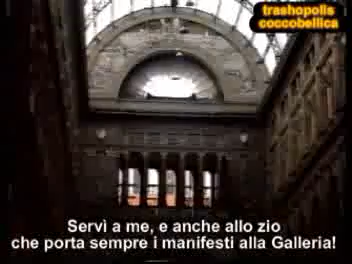 trashopolis
coccobellica
Servì a me, e anche allo zio
che porta sempre i manifesti alla Galleria!